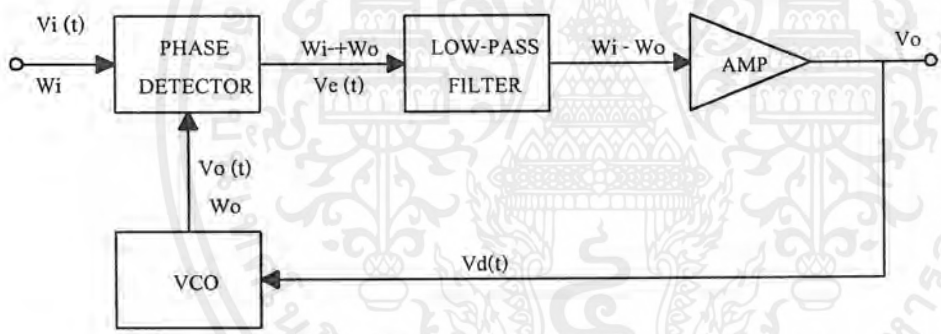 Vi (t)
Wi
PHASE
DETECTOR
Wi-+Wo
Ve (t)
LOW-PASS
FILTER
Wi - Wo
AMP
Vo
Vo (t)
Wo
VCO
Vd(t)